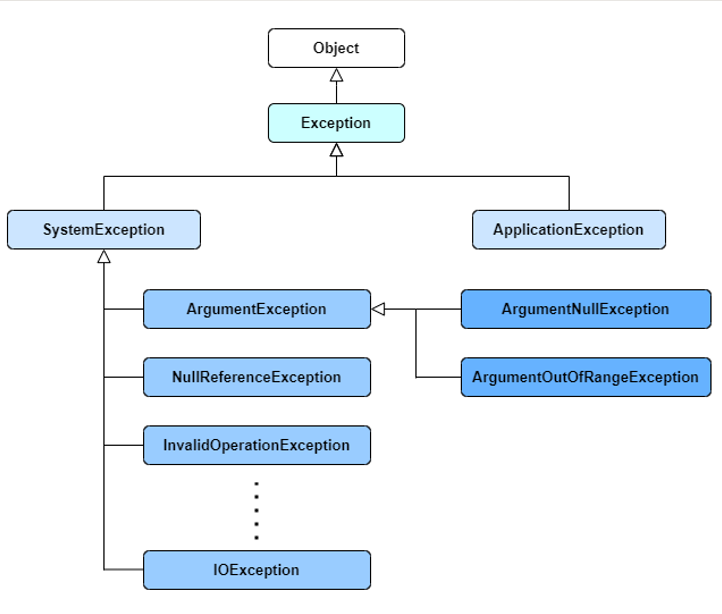 Object
Exception
SystemException
ApplicationException
ArgumentException
ArgumentNullException
NullReferenceException
ArgumentOutOfRangeException
InvalidOperationException
IOException